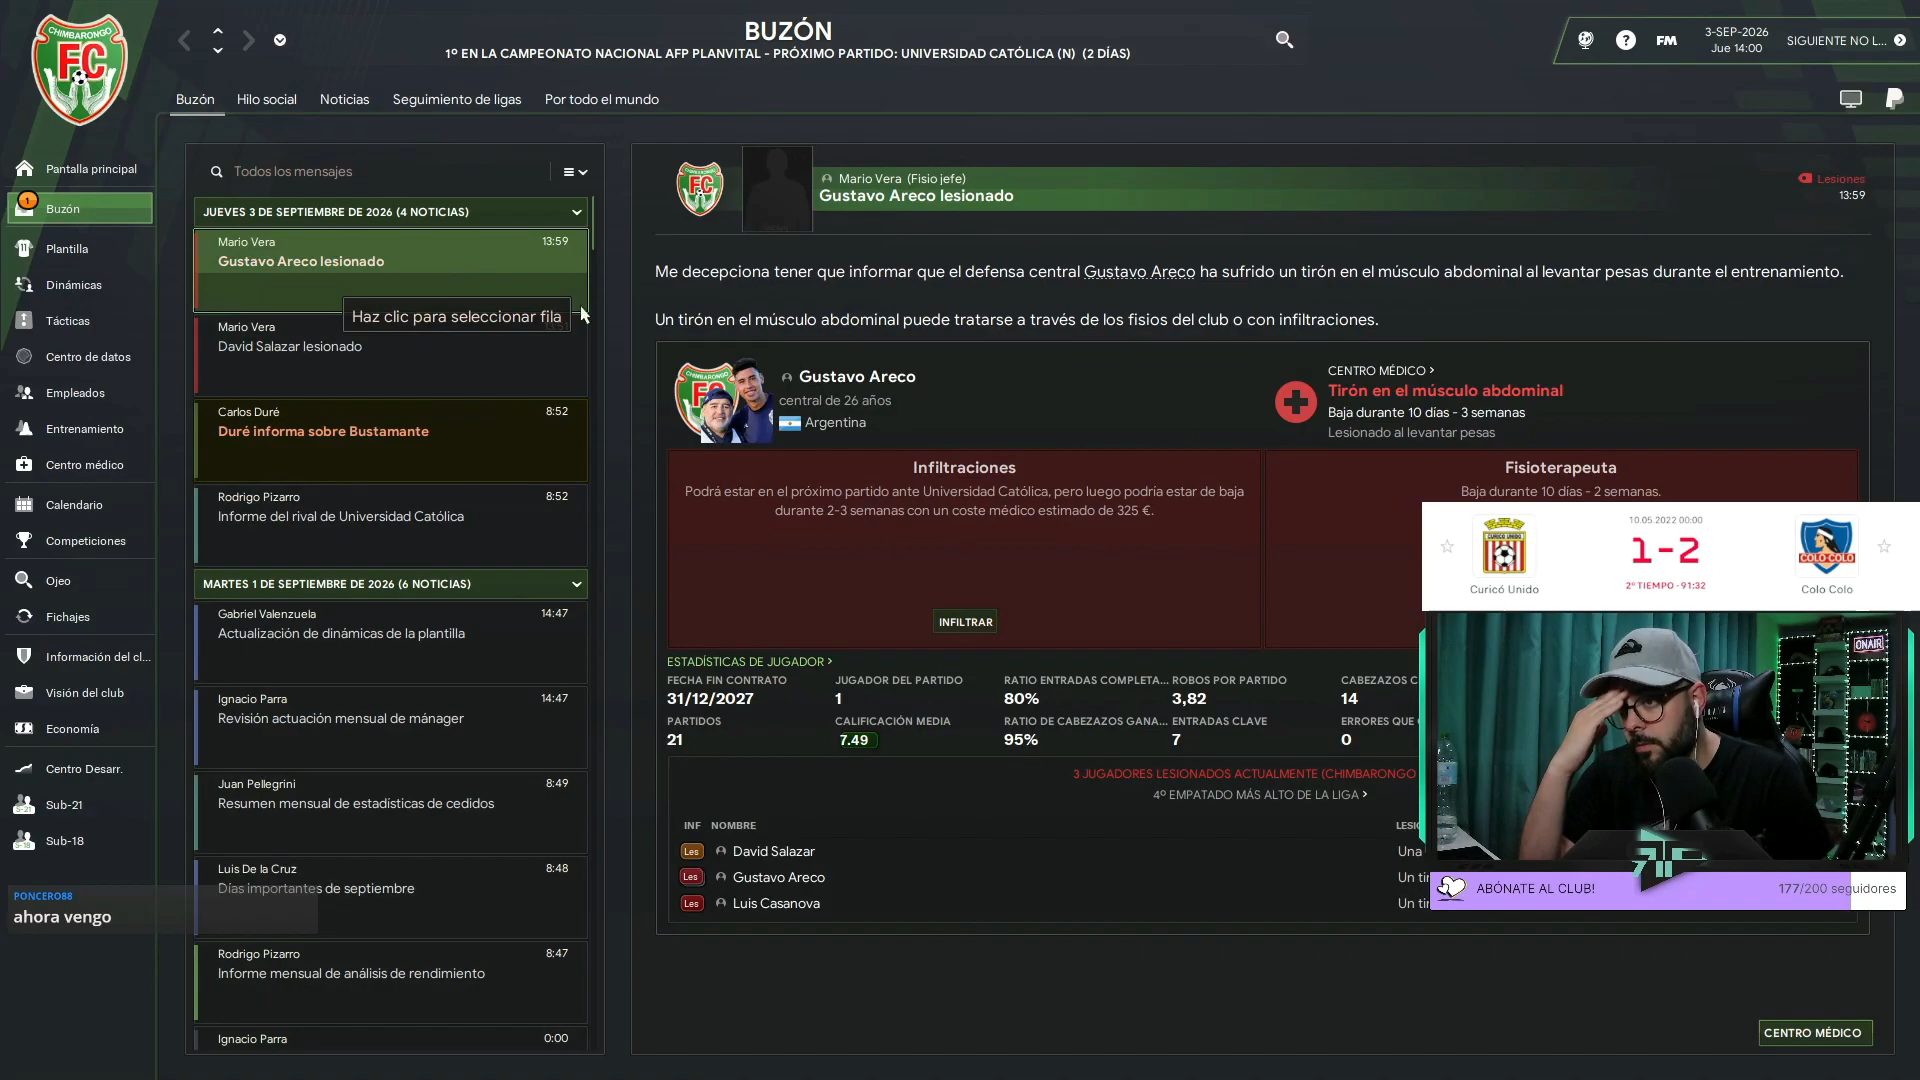 CHIMBARONGO
FC
BUZÓN
1º EN LA CAMPEONATO NACIONAL AFP PLANVITAL - PRÓXIMO PARTIDO: UNIVERSIDAD CATÓLICA (N) (2 DÍAS)
FM
3-SEP-2026
Jue 14:00
SIGUIENTE NO L...
Buzón
Hilo social
Noticias
Seguimiento de ligas
Por todo el mundo
Pantalla principal
1
Buzón
Plantilla
Dinámicas
Tácticas
Centro de datos
Empleados
Entrenamiento
Centro médico
Calendario
Competiciones
Ojeo
Fichajes
Información del cl...
Visión del club
Economía
Centro Desarr.
Sub-21
Sub-18
PONCERO88
ahora vengo
Todos los mensajes
JUEVES 3 DE SEPTIEMBRE DE 2026 (4 NOTICIAS)
Mario Vera 13:59
Gustavo Areco lesionado
Haz clic para seleccionar fila
Mario Vera
David Salazar lesionado
Carlos Duré 8:52
Duré informa sobre Bustamante
Rodrigo Pizarro 8:52
Informe del rival de Universidad Católica
MARTES 1 DE SEPTIEMBRE DE 2026 (6 NOTICIAS)
Gabriel Valenzuela 14:47
Actualización de dinámicas de la plantilla
Ignacio Parra 14:47
Revisión actuación mensual de mánager
Juan Pellegrini 8:49
Resumen mensual de estadísticas de cedidos
Luis De la Cruz 8:48
Días importantes de septiembre
Rodrigo Pizarro 8:47
Informe mensual de análisis de rendimiento
Ignacio Parra 0:00
Mario Vera (Fisio jefe)
Gustavo Areco lesionado
Lesiones
13:59
Me decepciona tener que informar que el defensa central Gustavo Areco ha sufrido un tirón en el músculo abdominal al levantar pesas durante el entrenamiento.
Un tirón en el músculo abdominal puede tratarse a través de los fisios del club o con infiltraciones.
Gustavo Areco
central de 26 años
Argentina
CENTRO MÉDICO >
Tirón en el músculo abdominal
Baja durante 10 días - 3 semanas
Lesionado al levantar pesas
Infiltraciones
Podrá estar en el próximo partido ante Universidad Católica, pero luego podría estar de baja
durante 2-3 semanas con un coste médico estimado de 325 €.
INFILTRAR
Fisioterapeuta
Baja durante 10 días - 2 semanas.
ESTADÍSTICAS DE JUGADOR >
FECHA FIN CONTRATO JUGADOR DEL PARTIDO RATIO ENTRADAS COMPLETA... ROBOS POR PARTIDO CABEZAZOS C
31/12/2027 1 80% 3,82 14
PARTIDOS CALIFICACIÓN MEDIA RATIO DE CABEZAZOS GANA... ENTRADAS CLAVE ERRORES QUE
21 7.49 95% 7 0
3 JUGADORES LESIONADOS ACTUALMENTE (CHIMBARONGO
4º EMPATADO MÁS ALTO DE LA LIGA >
INF NOMBRE LESI
Les David Salazar Una
Les Gustavo Areco Un ti
Les Luis Casanova Un ti
CENTRO MÉDICO
10.05.2022 00:00
1-2
2º TIEMPO - 91:32
CURICO UNIDO
Curicó Unido
COLO COLO
Colo Colo
ON AIR
ABÓNATE AL CLUB!
177/200 seguidores